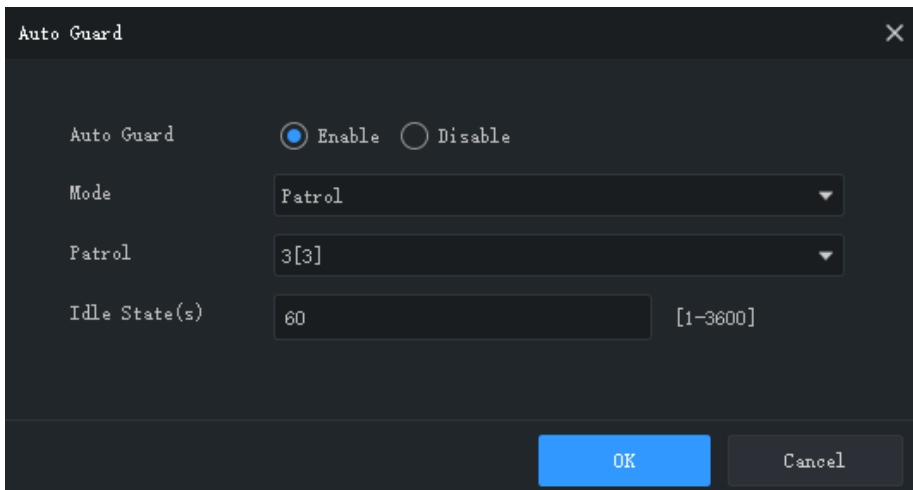 Auto Guard
Auto Guard Enable Disable
Mode Patrol
Patrol 3[3]
Idle State(s) 60 [1-3600]
OK Cancel